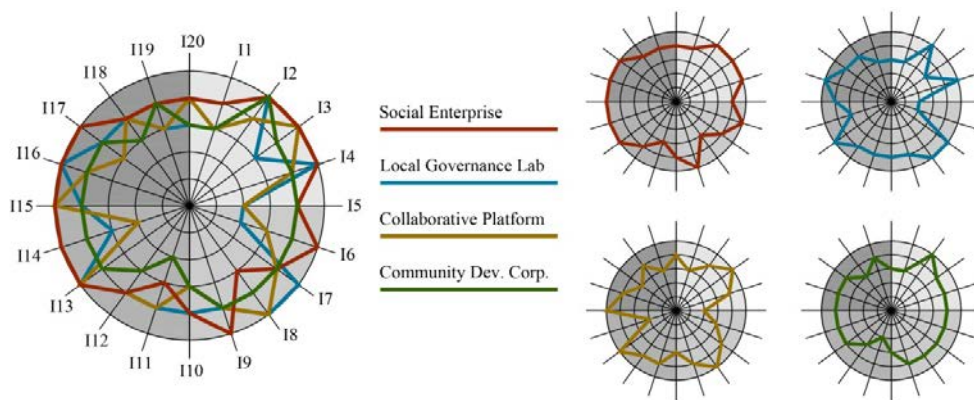 I20
I19
I1
I18
I2
I17
I3
I16
I4
I15
I5
I14
I6
I13
I7
I12
I8
I11
I10
I9
Social Enterprise
Local Governance Lab
Collaborative Platform
Community Dev. Corp.